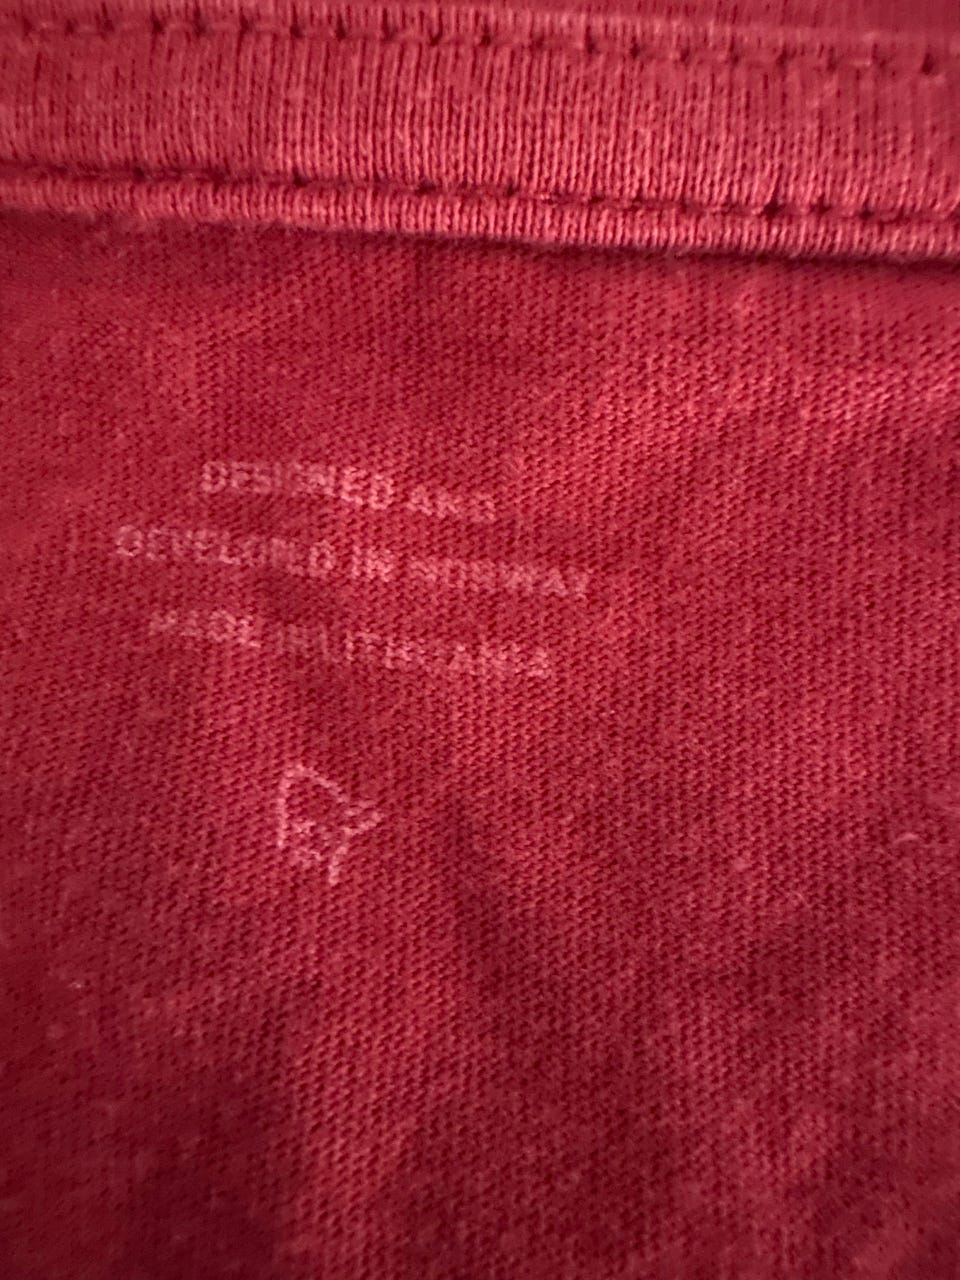 DESIGNED AND
DEVELOPED IN NORWAY
MADE IN LITHUANIA